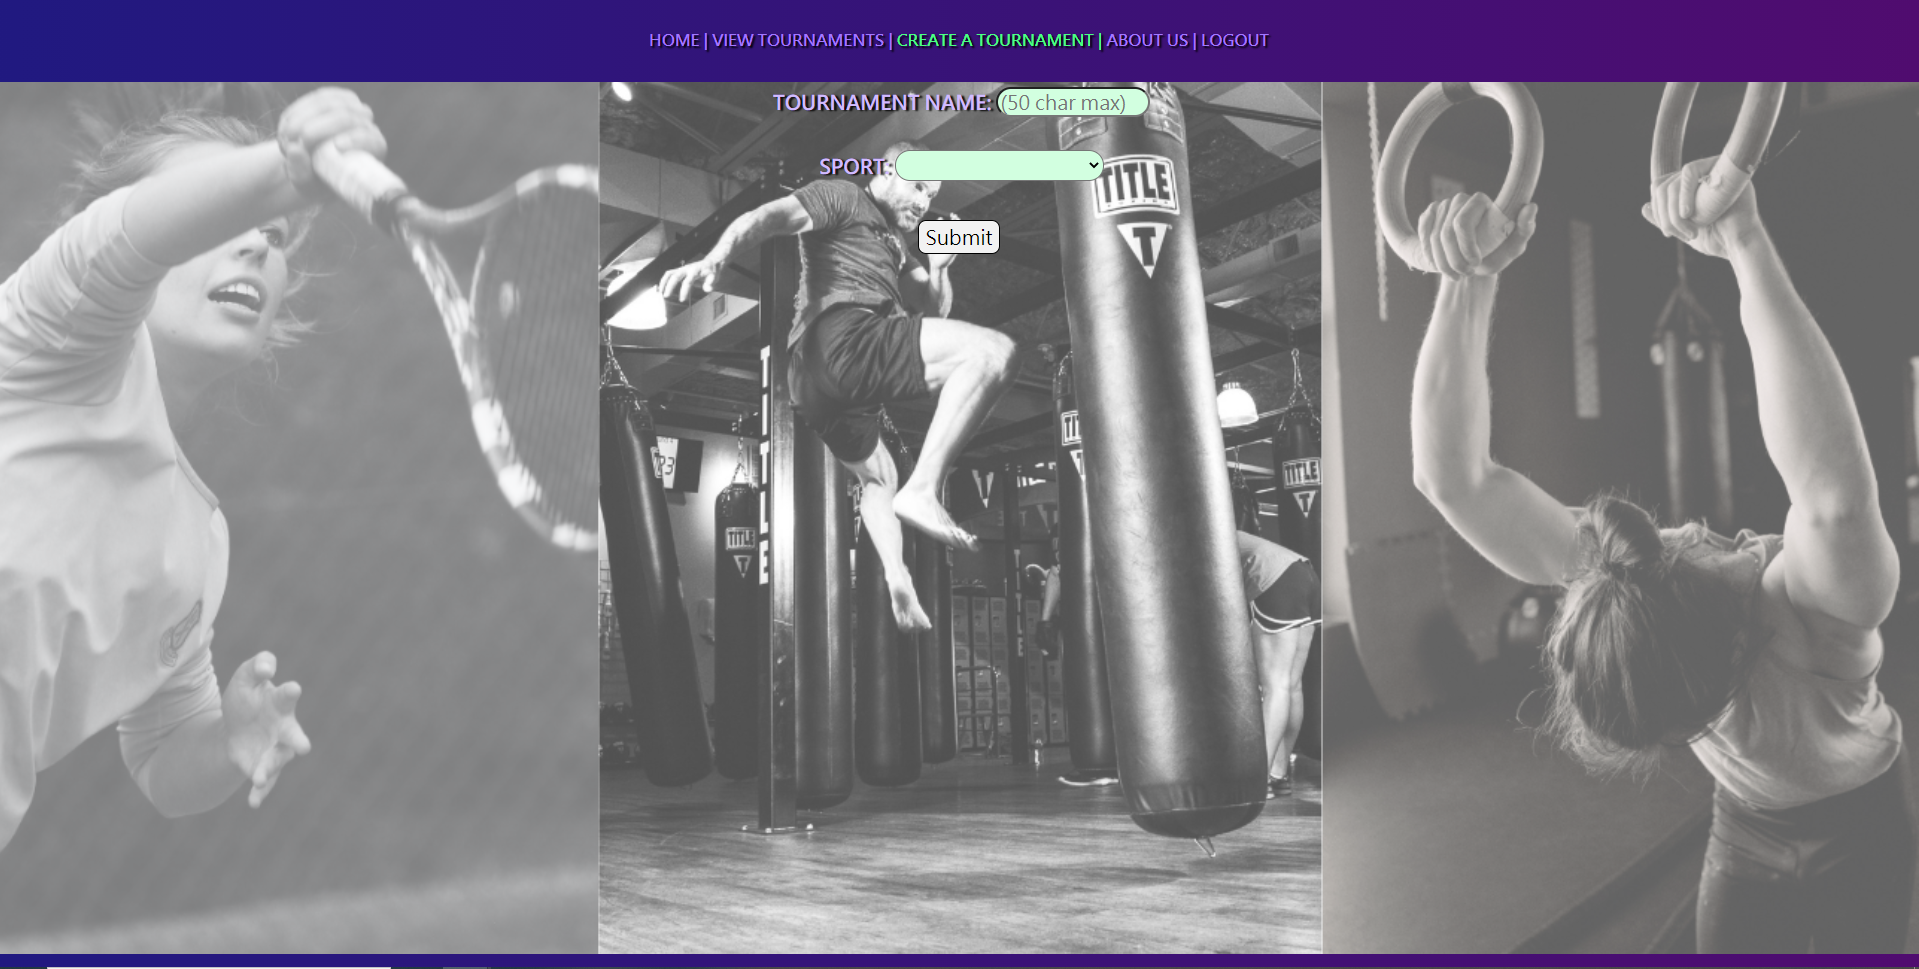 HOME | VIEW TOURNAMENTS | CREATE A TOURNAMENT | ABOUT US | LOGOUT
TOURNAMENT NAME: (50 char max)
SPORT:
Submit
TITLE
T
TITLE
TITLE
T
TITLE
T